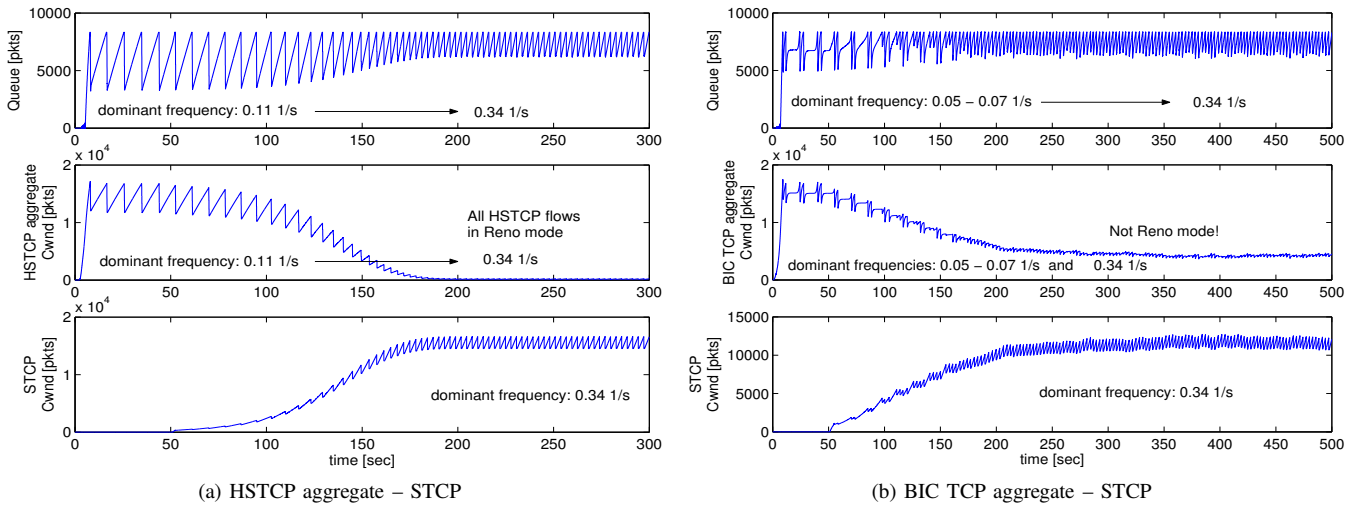 10000
5000
0
Queue [pkts]
dominant frequency: 0.11 1/s
0.34 1/s
0 50 100 150 200 250 300
x 10^4
2
1
0
HSTCP aggregate
Cwnd [pkts]
All HSTCP flows
in Reno mode
dominant frequency: 0.11 1/s
0.34 1/s
0 50 100 150 200 250 300
x 10^4
2
1
0
STCP
Cwnd [pkts]
dominant frequency: 0.34 1/s
0 50 100 150 200 250 300
time [sec]
(a) HSTCP aggregate – STCP
10000
5000
0
Queue [pkts]
dominant frequency: 0.05 – 0.07 1/s
0.34 1/s
0 50 100 150 200 250 300 350 400 450 500
x 10^4
2
1
0
BIC TCP aggregate
Cwnd [pkts]
Not Reno mode!
dominant frequencies: 0.05 – 0.07 1/s and 0.34 1/s
0 50 100 150 200 250 300 350 400 450 500
15000
10000
5000
0
STCP
Cwnd [pkts]
dominant frequency: 0.34 1/s
0 50 100 150 200 250 300 350 400 450 500
time [sec]
(b) BIC TCP aggregate – STCP